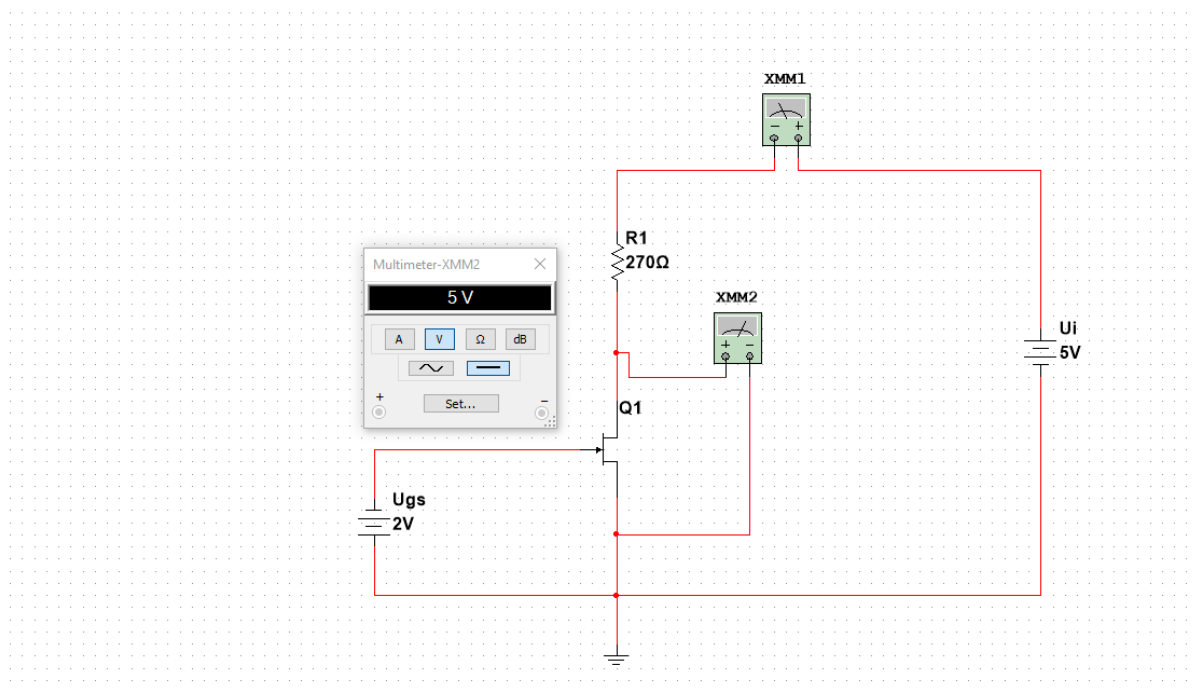 XMM1
- +
R1
270Ω
Multimeter-XMM2
5 V
A V Ω dB
Set...
+ -
XMM2
+ -
Ui
5V
Q1
Ugs
2V